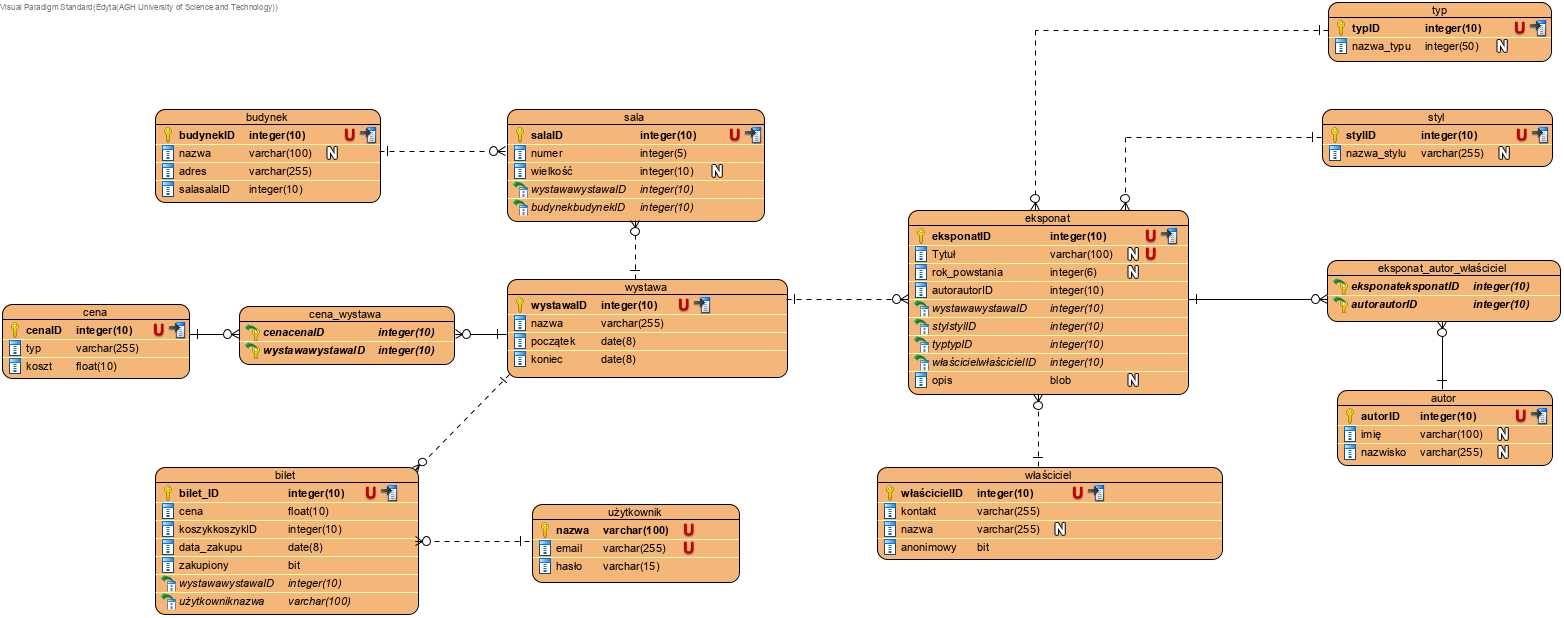 Visual Paradigm Standard(Edyta(AGH University of Science and Technology))
typ
typID integer(10) U
nazwa_typu integer(50) N
budynek
budynekID integer(10) U
nazwa varchar(100) N
adres varchar(255)
salasalaID integer(10)
sala
salaID integer(10) U
numer integer(5)
wielkość integer(10) N
wystawawystawaID integer(10)
budynekbudynekID integer(10)
styl
stylID integer(10) U
nazwa_stylu varchar(255) N
eksponat
eksponatID integer(10) U
Tytuł varchar(100) N U
rok_powstania integer(6) N
autorautorID integer(10)
wystawawystawaID integer(10)
stylstylID integer(10)
typtypID integer(10)
właścicielwłaścicielID integer(10)
opis blob N
eksponat_autor_właściciel
eksponateksponatID integer(10)
autorautorID integer(10)
wystawa
wystawaID integer(10) U
nazwa varchar(255)
początek date(8)
koniec date(8)
cena
cenaID integer(10) U
typ varchar(255)
koszt float(10)
cena_wystawa
cenacenaID integer(10)
wystawawystawaID integer(10)
autor
autorID integer(10) U
imię varchar(100) N
nazwisko varchar(255) N
bilet
bilet_ID integer(10) U
cena float(10)
koszykkoszykID integer(10)
data_zakupu date(8)
zakupiony bit
wystawawystawaID integer(10)
użytkowniknazwa varchar(100)
użytkownik
nazwa varchar(100) U
email varchar(255) U
hasło varchar(15)
właściciel
właścicielID integer(10) U
kontakt varchar(255)
nazwa varchar(255) N
anonimowy bit